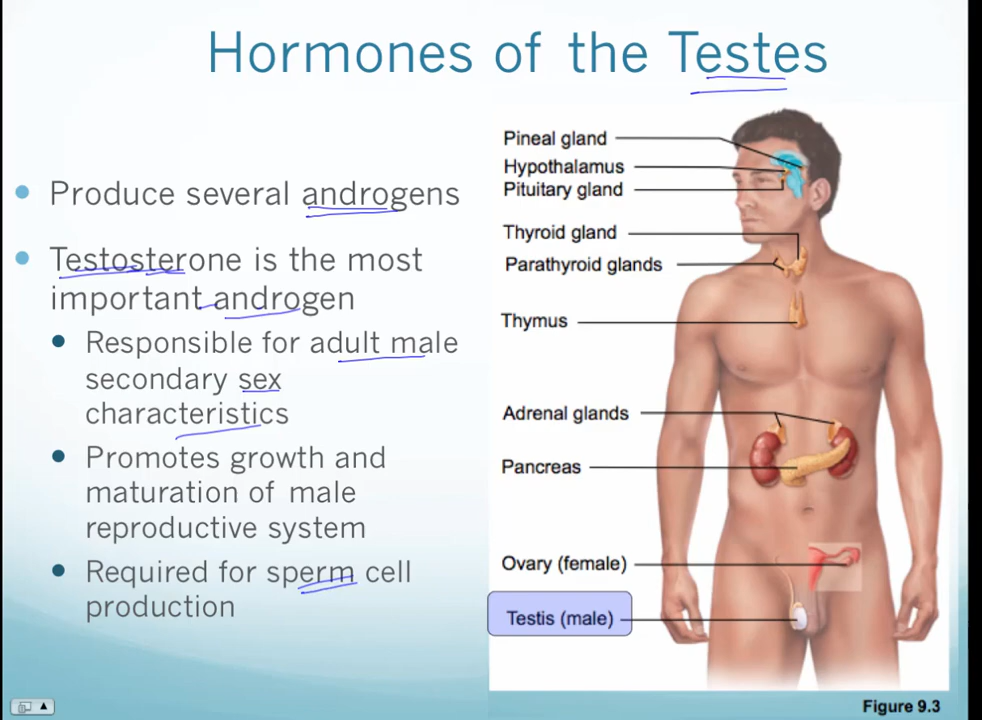 Hormones of the Testes
Produce several androgens
Testosterone is the most
important androgen
Responsible for adult male
secondary sex
characteristics
Promotes growth and
maturation of male
reproductive system
Required for sperm cell
production
Pineal gland
Hypothalamus
Pituitary gland
Thyroid gland
Parathyroid glands
Thymus
Adrenal glands
Pancreas
Ovary (female)
Testis (male)
Figure 9.3